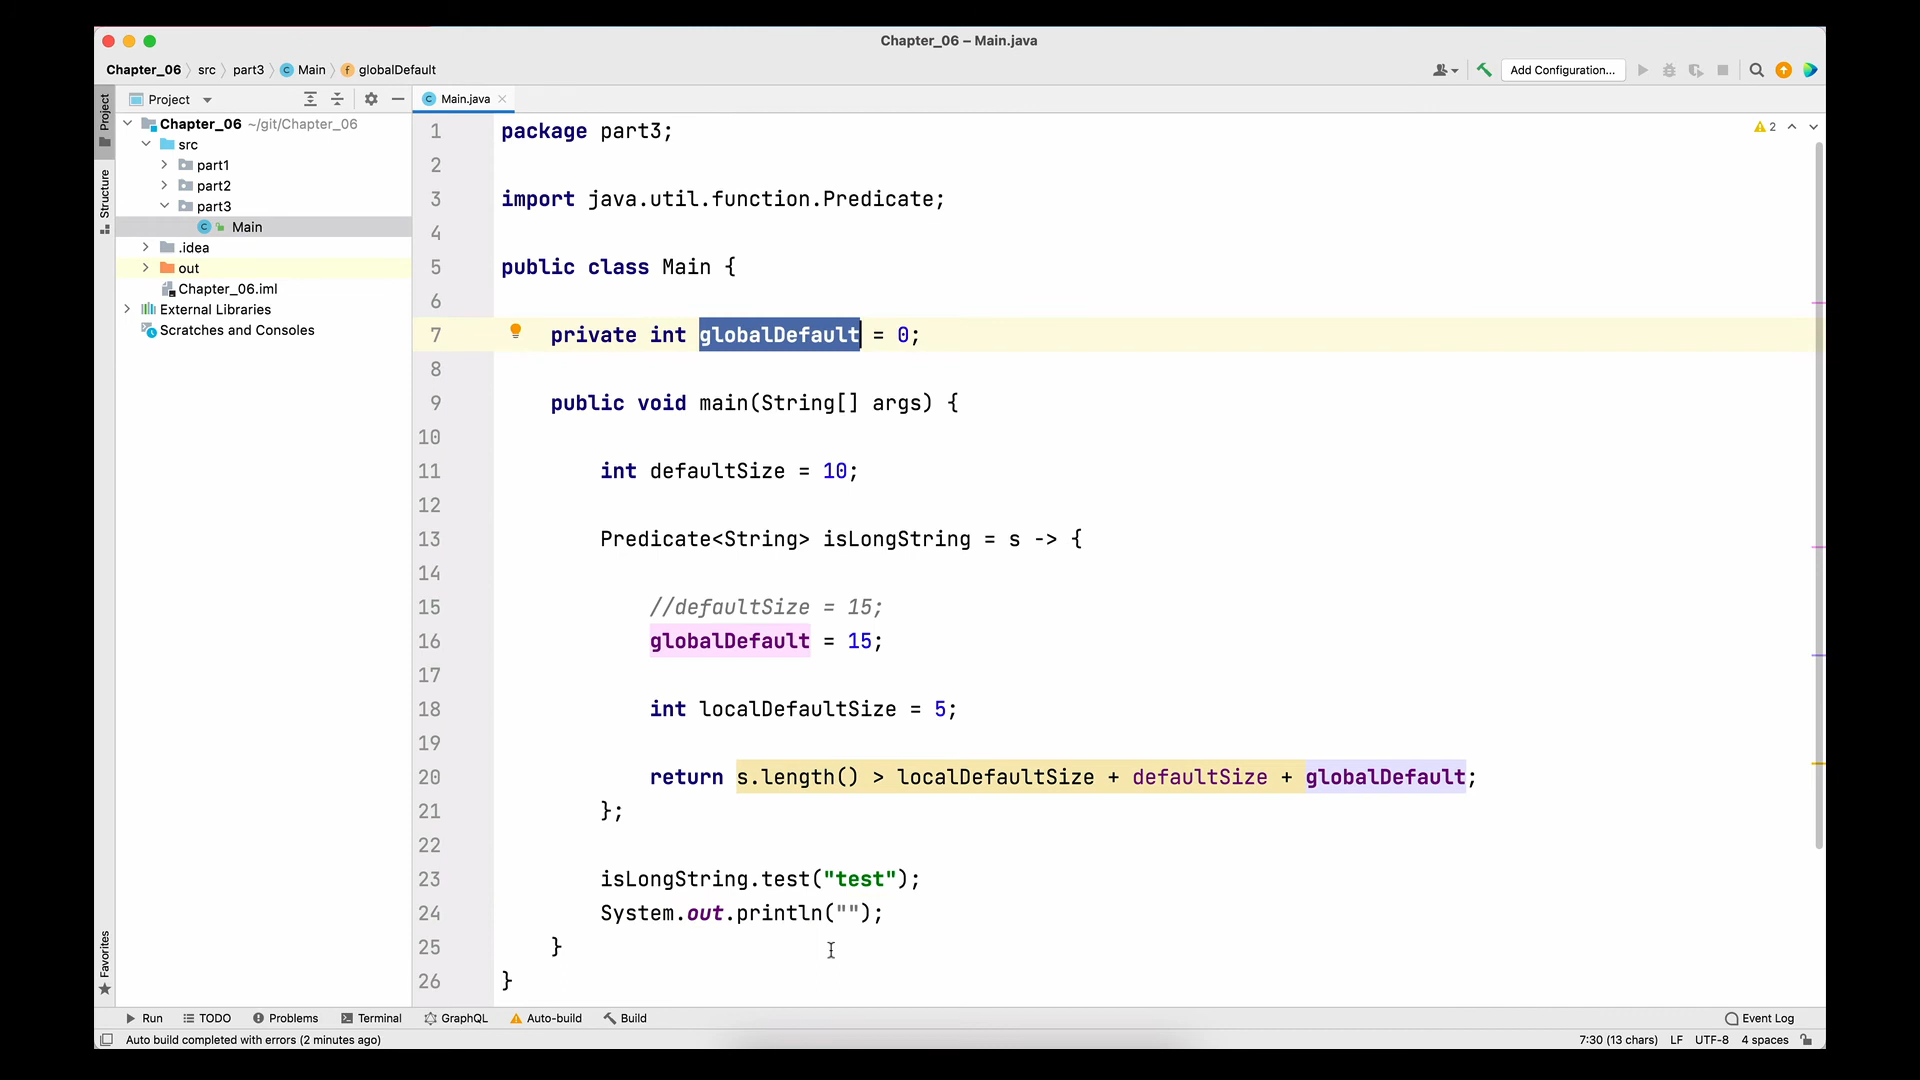 Chapter_06 – Main.java
Chapter_06 src part3 Main globalDefault
Add Configuration...
Project
Main.java
Project
Structure
Favorites
Chapter_06 ~/git/Chapter_06
src
part1
part2
part3
Main
.idea
out
Chapter_06.iml
External Libraries
Scratches and Consoles
2
1 package part3;
2
3 import java.util.function.Predicate;
4
5 public class Main {
6
7 private int globalDefault = 0;
8
9 public void main(String[] args) {
10
11 int defaultSize = 10;
12
13 Predicate<String> isLongString = s -> {
14
15 //defaultSize = 15;
16 globalDefault = 15;
17
18 int localDefaultSize = 5;
19
20 return s.length() > localDefaultSize + defaultSize + globalDefault;
21 };
22
23 isLongString.test("test");
24 System.out.println("");
25 }
26 }
Run TODO Problems Terminal GraphQL Auto-build Build Event Log
Auto build completed with errors (2 minutes ago) 7:30 (13 chars) LF UTF-8 4 spaces